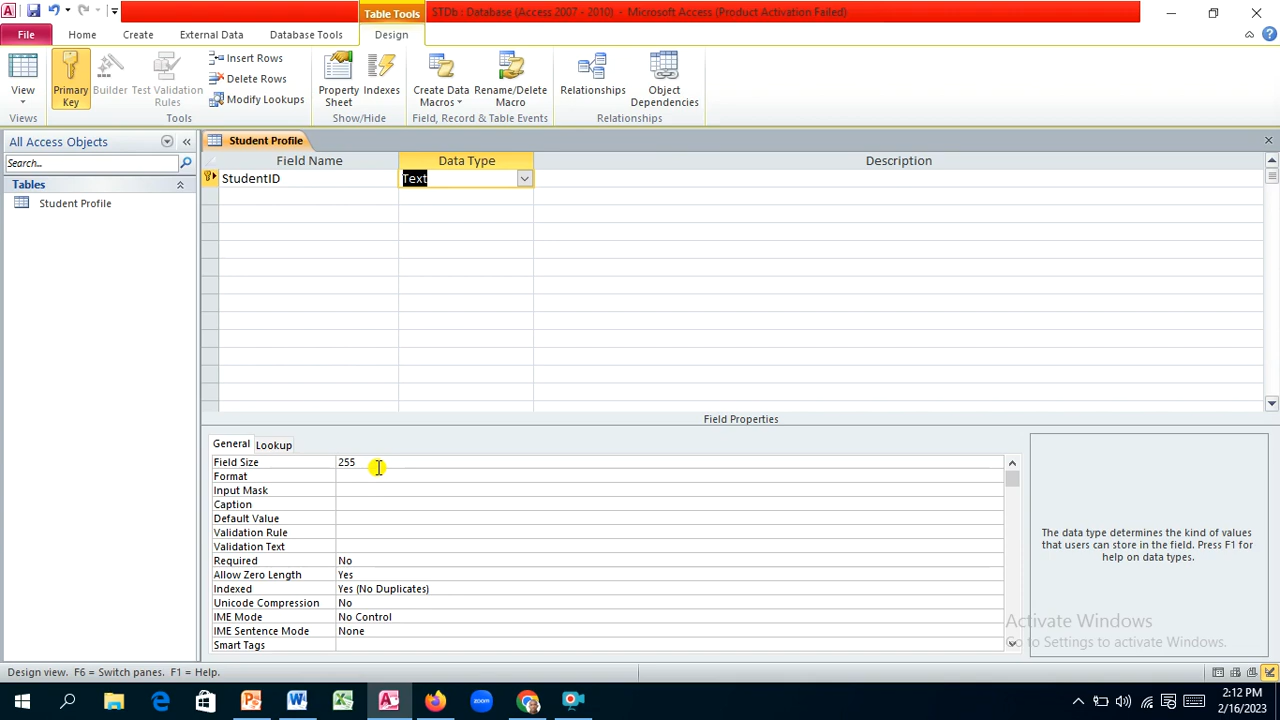 Table Tools
STDb : Database (Access 2007 - 2010) - Microsoft Access (Product Activation Failed)
File
Home
Create
External Data
Database Tools
Design
View
Primary Key
Builder
Test Validation Rules
Insert Rows
Delete Rows
Modify Lookups
Property Sheet
Indexes
Create Data Macros
Rename/Delete Macro
Relationships
Object Dependencies
Views
Tools
Show/Hide
Field, Record & Table Events
Relationships
All Access Objects
Search...
Tables
Student Profile
Student Profile
Field Name Data Type Description
StudentID Text
Field Properties
General Lookup
Field Size 255
Format
Input Mask
Caption
Default Value
Validation Rule
Validation Text
Required No
Allow Zero Length Yes
Indexed Yes (No Duplicates)
Unicode Compression No
IME Mode No Control
IME Sentence Mode None
Smart Tags
The data type determines the kind of values
that users can store in the field. Press F1 for
help on data types.
Activate Windows
Go to Settings to activate Windows.
Design view. F6 = Switch panes. F1 = Help.
zoom
2:12 PM
2/16/2023